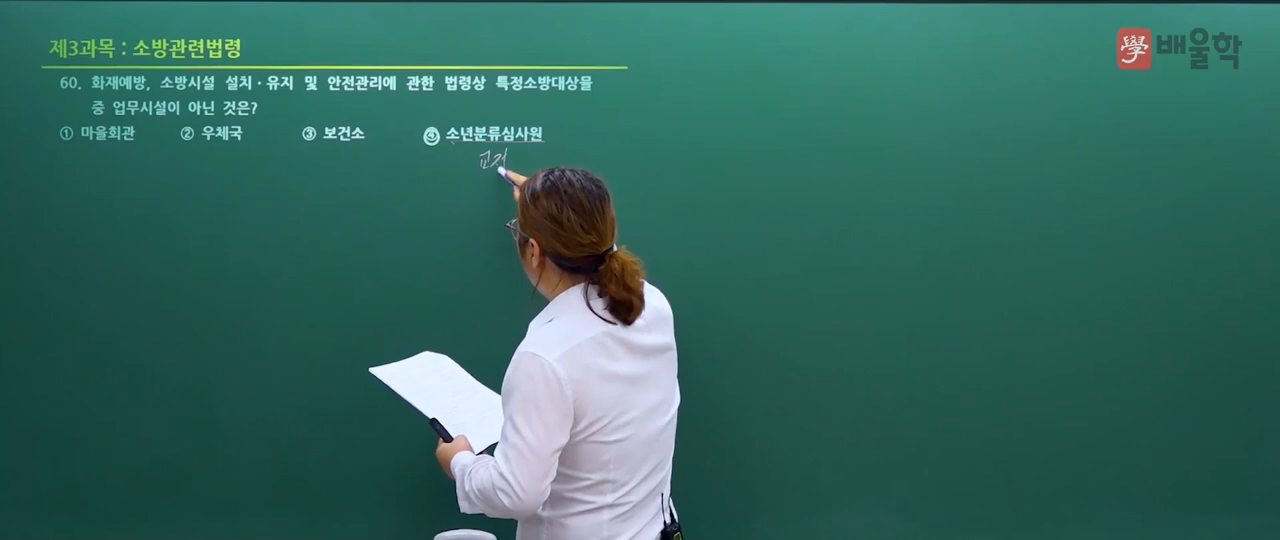 學 배울학
제3과목 : 소방관련법령
60. 화재예방, 소방시설 설치·유지 및 안전관리에 관한 법령상 특정소방대상물
중 업무시설이 아닌 것은?
① 마을회관 ② 우체국 ③ 보건소 ④ 소년분류심사원
교저